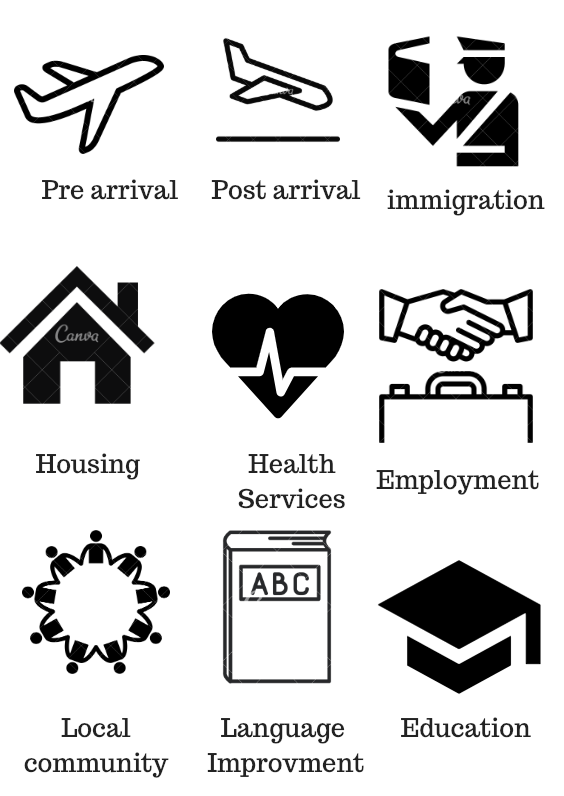 Pre arrival
Post arrival
immigration
Canva
Housing
Health
Services
Employment
ABC
Local
community
Language
Improvment
Education